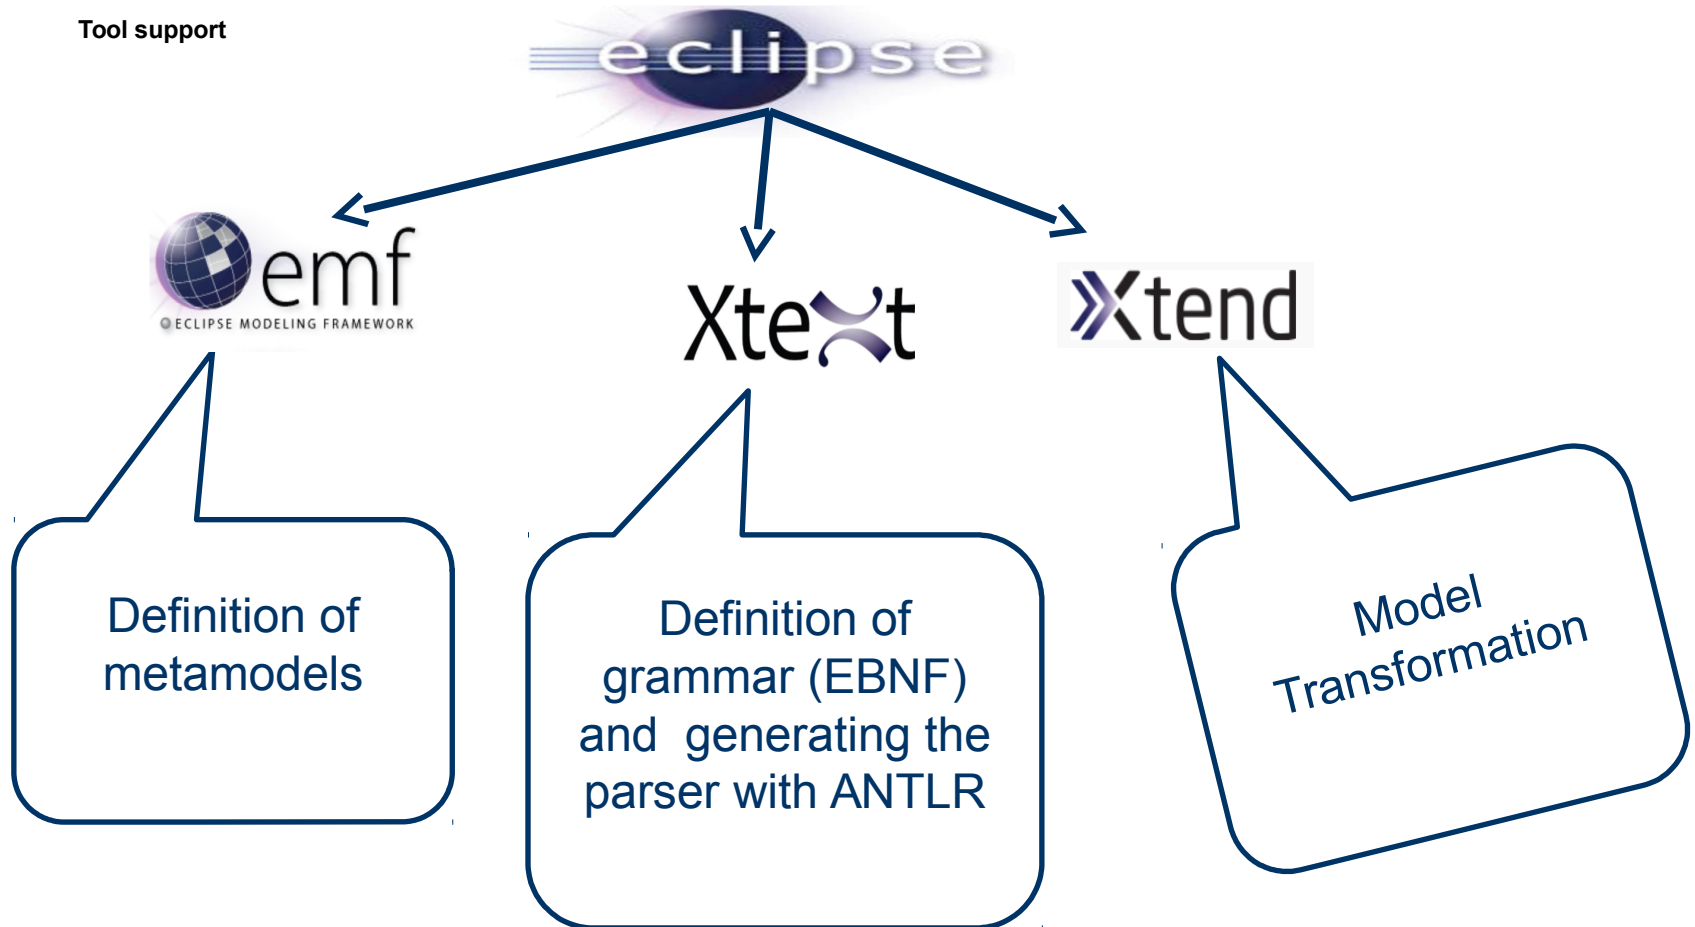 Tool support
eclipse
emf
ECLIPSE MODELING FRAMEWORK
Xtext
Xtend
Definition of
metamodels
Definition of
grammar (EBNF)
and generating the
parser with ANTLR
Model
Transformation